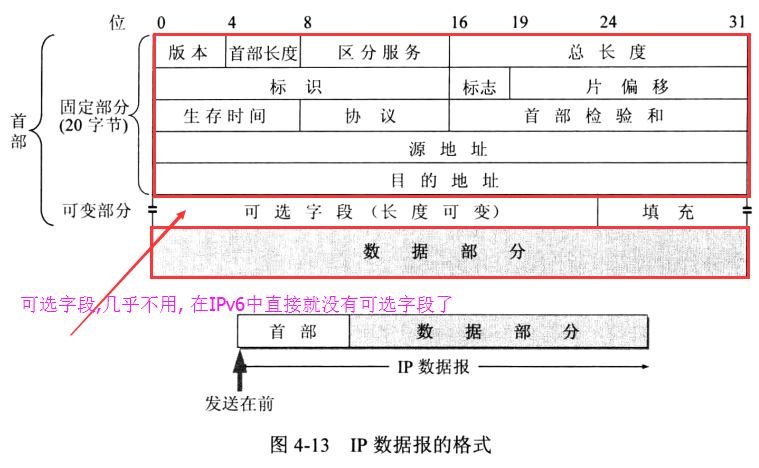 位 0 4 8 16 19 24 31
版本 首部长度 区分服务 总长度
标识 标志 片偏移
生存时间 协议 首部检验和
源地址
目的地址
首部
固定部分
(20 字节)
可变部分
可选字段(长度可变) 填充
数据部分
可选字段,几乎不用, 在IPv6中直接就没有可选字段了
首部 数据部分
IP 数据报
发送在前
图 4-13 IP 数据报的格式